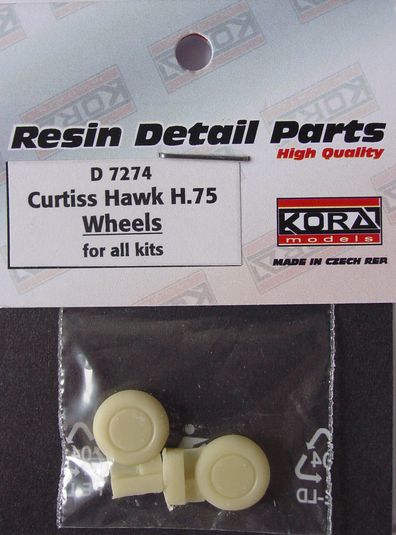 Resin Detail Parts
High Quality
D 7274
Curtiss Hawk H.75
Wheels
for all kits
KORA
models
MADE IN CZECH REP.